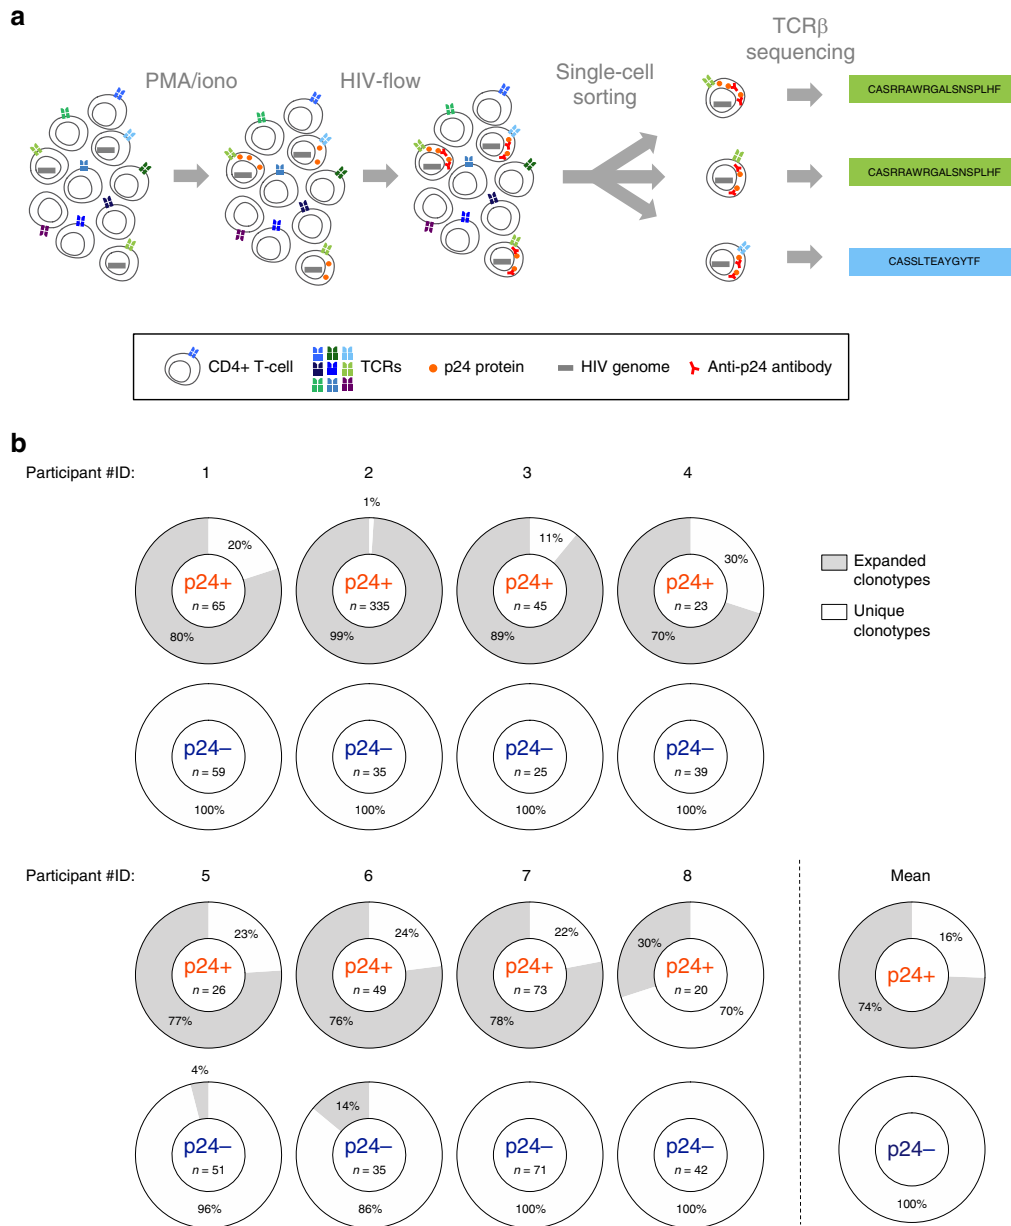 a
PMA/iono
HIV-flow
Single-cell
sorting
TCRβ
sequencing
CASRRAWRGALSNSPLHF
CASRRAWRGALSNSPLHF
CASSLTEAYGYTF
CD4+ T-cell
TCRs
p24 protein
HIV genome
Anti-p24 antibody
b
Participant #ID: 1 2 3 4
20%
p24+
n = 65
80%
1%
p24+
n = 335
99%
11%
p24+
n = 45
89%
30%
p24+
n = 23
70%
Expanded
clonotypes
Unique
clonotypes
p24–
n = 59
100%
p24–
n = 35
100%
p24–
n = 25
100%
p24–
n = 39
100%
Participant #ID: 5 6 7 8 Mean
23%
p24+
n = 26
77%
24%
p24+
n = 49
76%
22%
p24+
n = 73
78%
30%
p24+
n = 20
70%
16%
p24+
74%
4%
p24–
n = 51
96%
14%
p24–
n = 35
86%
p24–
n = 71
100%
p24–
n = 42
100%
p24–
100%